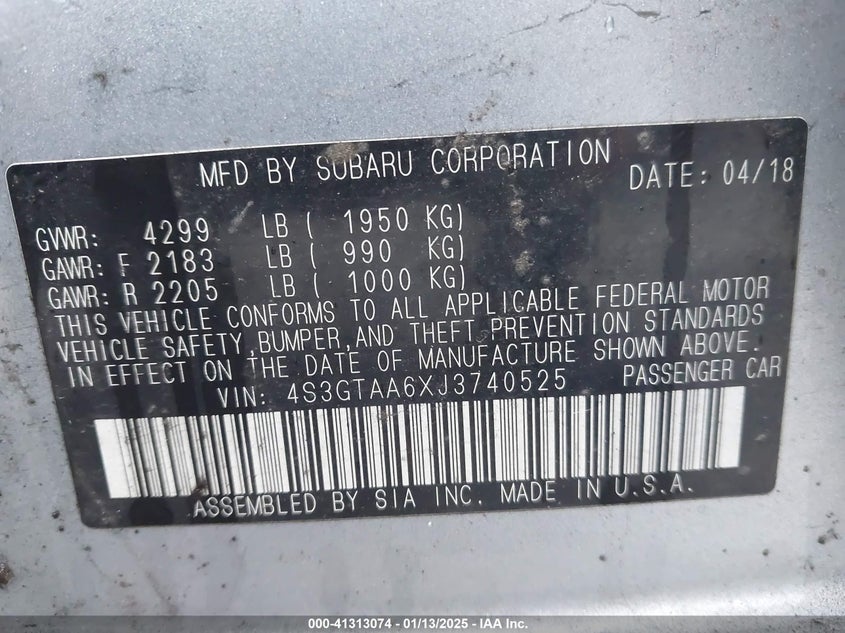 MFD BY SUBARU CORPORATION DATE: 04/18
GVWR: 4299 LB ( 1950 KG)
GAWR: F 2183 LB ( 990 KG)
GAWR: R 2205 LB ( 1000 KG)
THIS VEHICLE CONFORMS TO ALL APPLICABLE FEDERAL MOTOR
VEHICLE SAFETY, BUMPER, AND THEFT PREVENTION STANDARDS
IN EFFECT ON THE DATE OF MANUFACTURE SHOWN ABOVE.
VIN: 4S3GTAA6XJ3740525 PASSENGER CAR
ASSEMBLED BY SIA INC. MADE IN U.S.A.
000-41313074 — 01/13/2025 — IAA Inc.